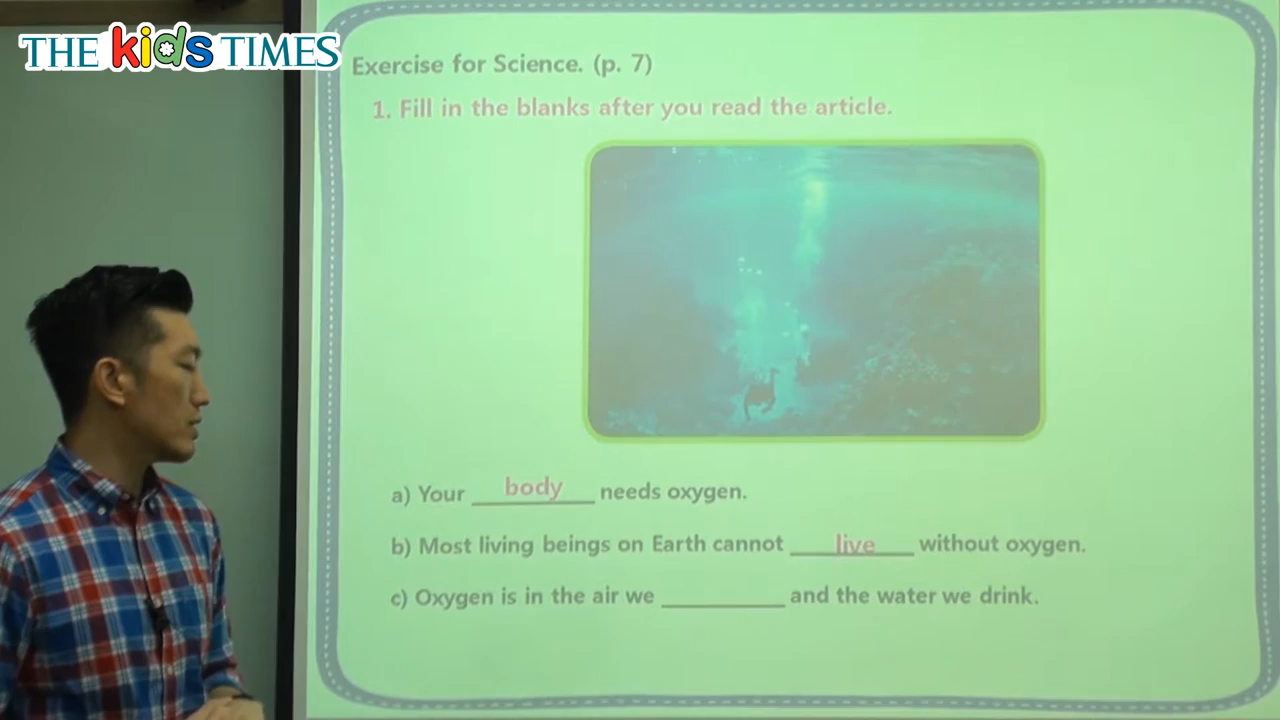 THE kids TIMES
Exercise for Science. (p. 7)
1. Fill in the blanks after you read the article.
a) Your body needs oxygen.
b) Most living beings on Earth cannot live without oxygen.
c) Oxygen is in the air we ________ and the water we drink.